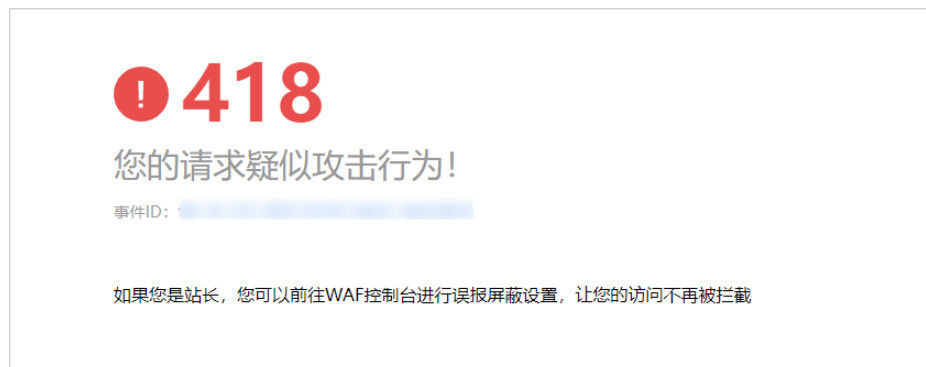 418
您的请求疑似攻击行为！
事件ID：
如果您是站长，您可以前往WAF控制台进行误报屏蔽设置，让您的访问不再被拦截